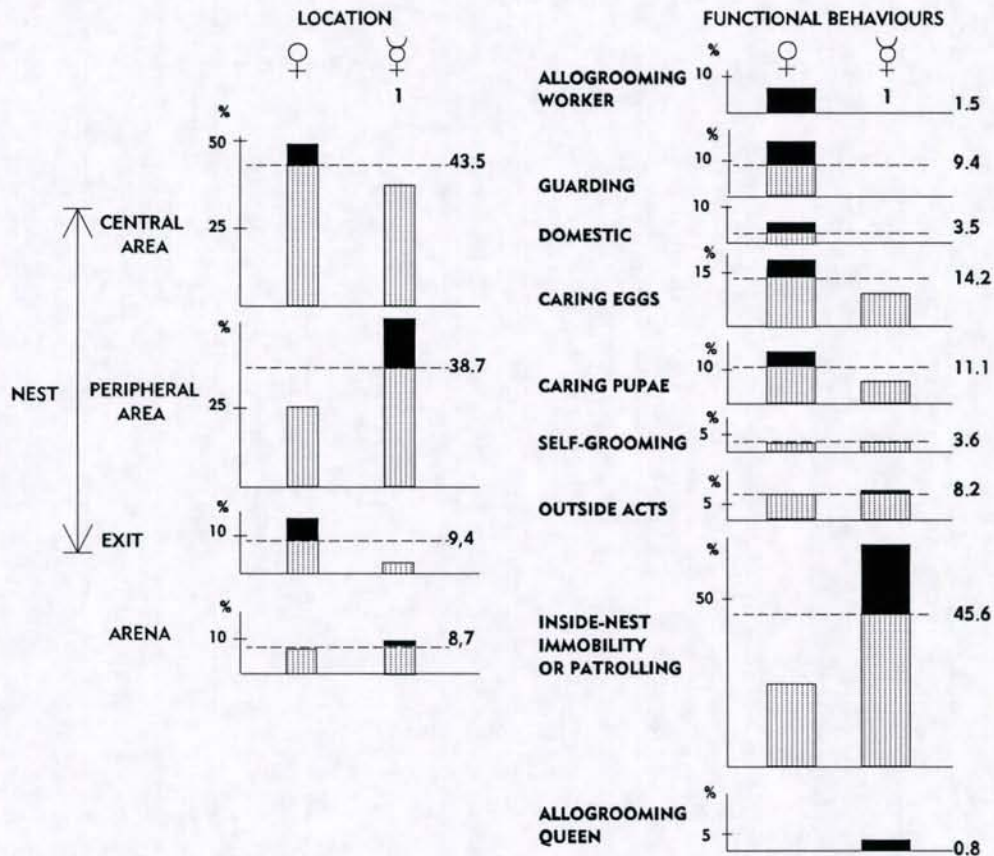 LOCATION
♀ ☿
1
%
50
43.5
25
CENTRAL
AREA
%
38.7
25
NEST
PERIPHERAL
AREA
%
10
9,4
EXIT
%
10
8,7
ARENA
FUNCTIONAL BEHAVIOURS
♀ ☿
1
%
10
ALLOGROOMING
WORKER
1.5
%
10
9.4
GUARDING
10
3.5
DOMESTIC
%
15
14,2
CARING EGGS
%
10
11.1
CARING PUPAE
%
5
3.6
SELF-GROOMING
%
5
8.2
OUTSIDE ACTS
%
50
45.6
INSIDE-NEST
IMMOBILITY
OR PATROLLING
%
5
ALLOGROOMING
QUEEN
0.8